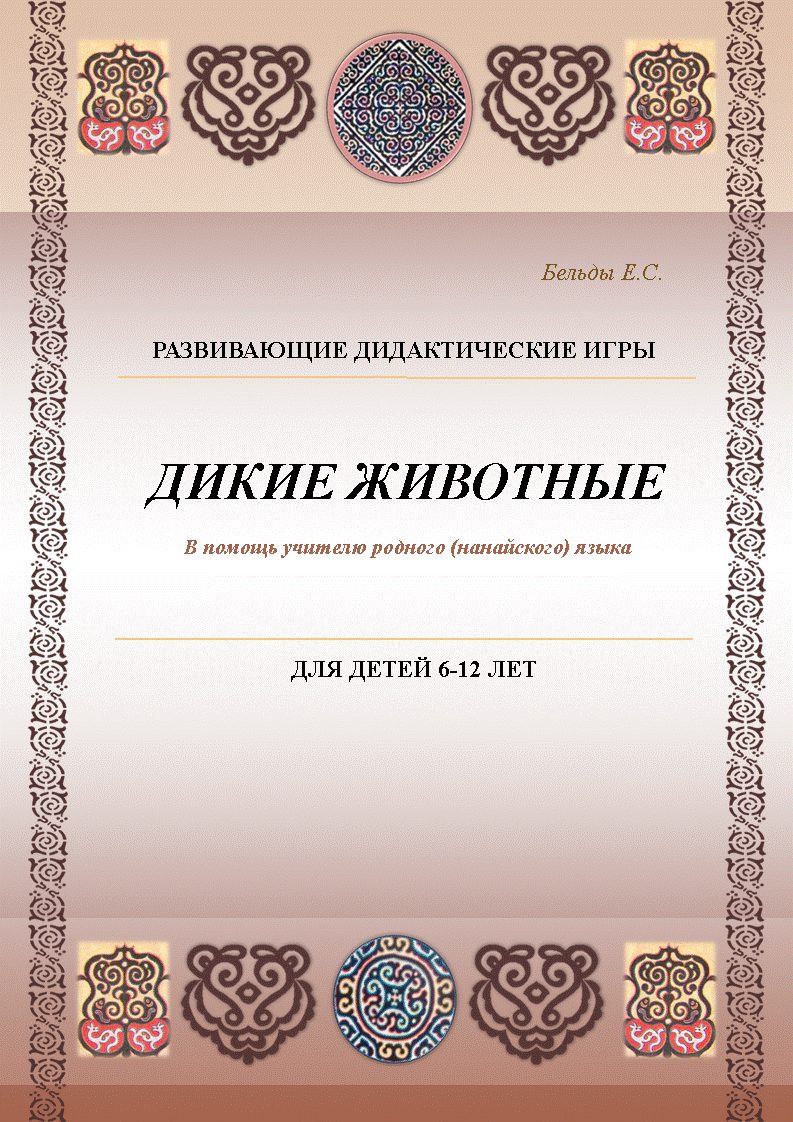 Бельды Е.С.
РАЗВИВАЮЩИЕ ДИДАКТИЧЕСКИЕ ИГРЫ
ДИКИЕ ЖИВОТНЫЕ
В помощь учителю родного (нанайского) языка
ДЛЯ ДЕТЕЙ 6-12 ЛЕТ